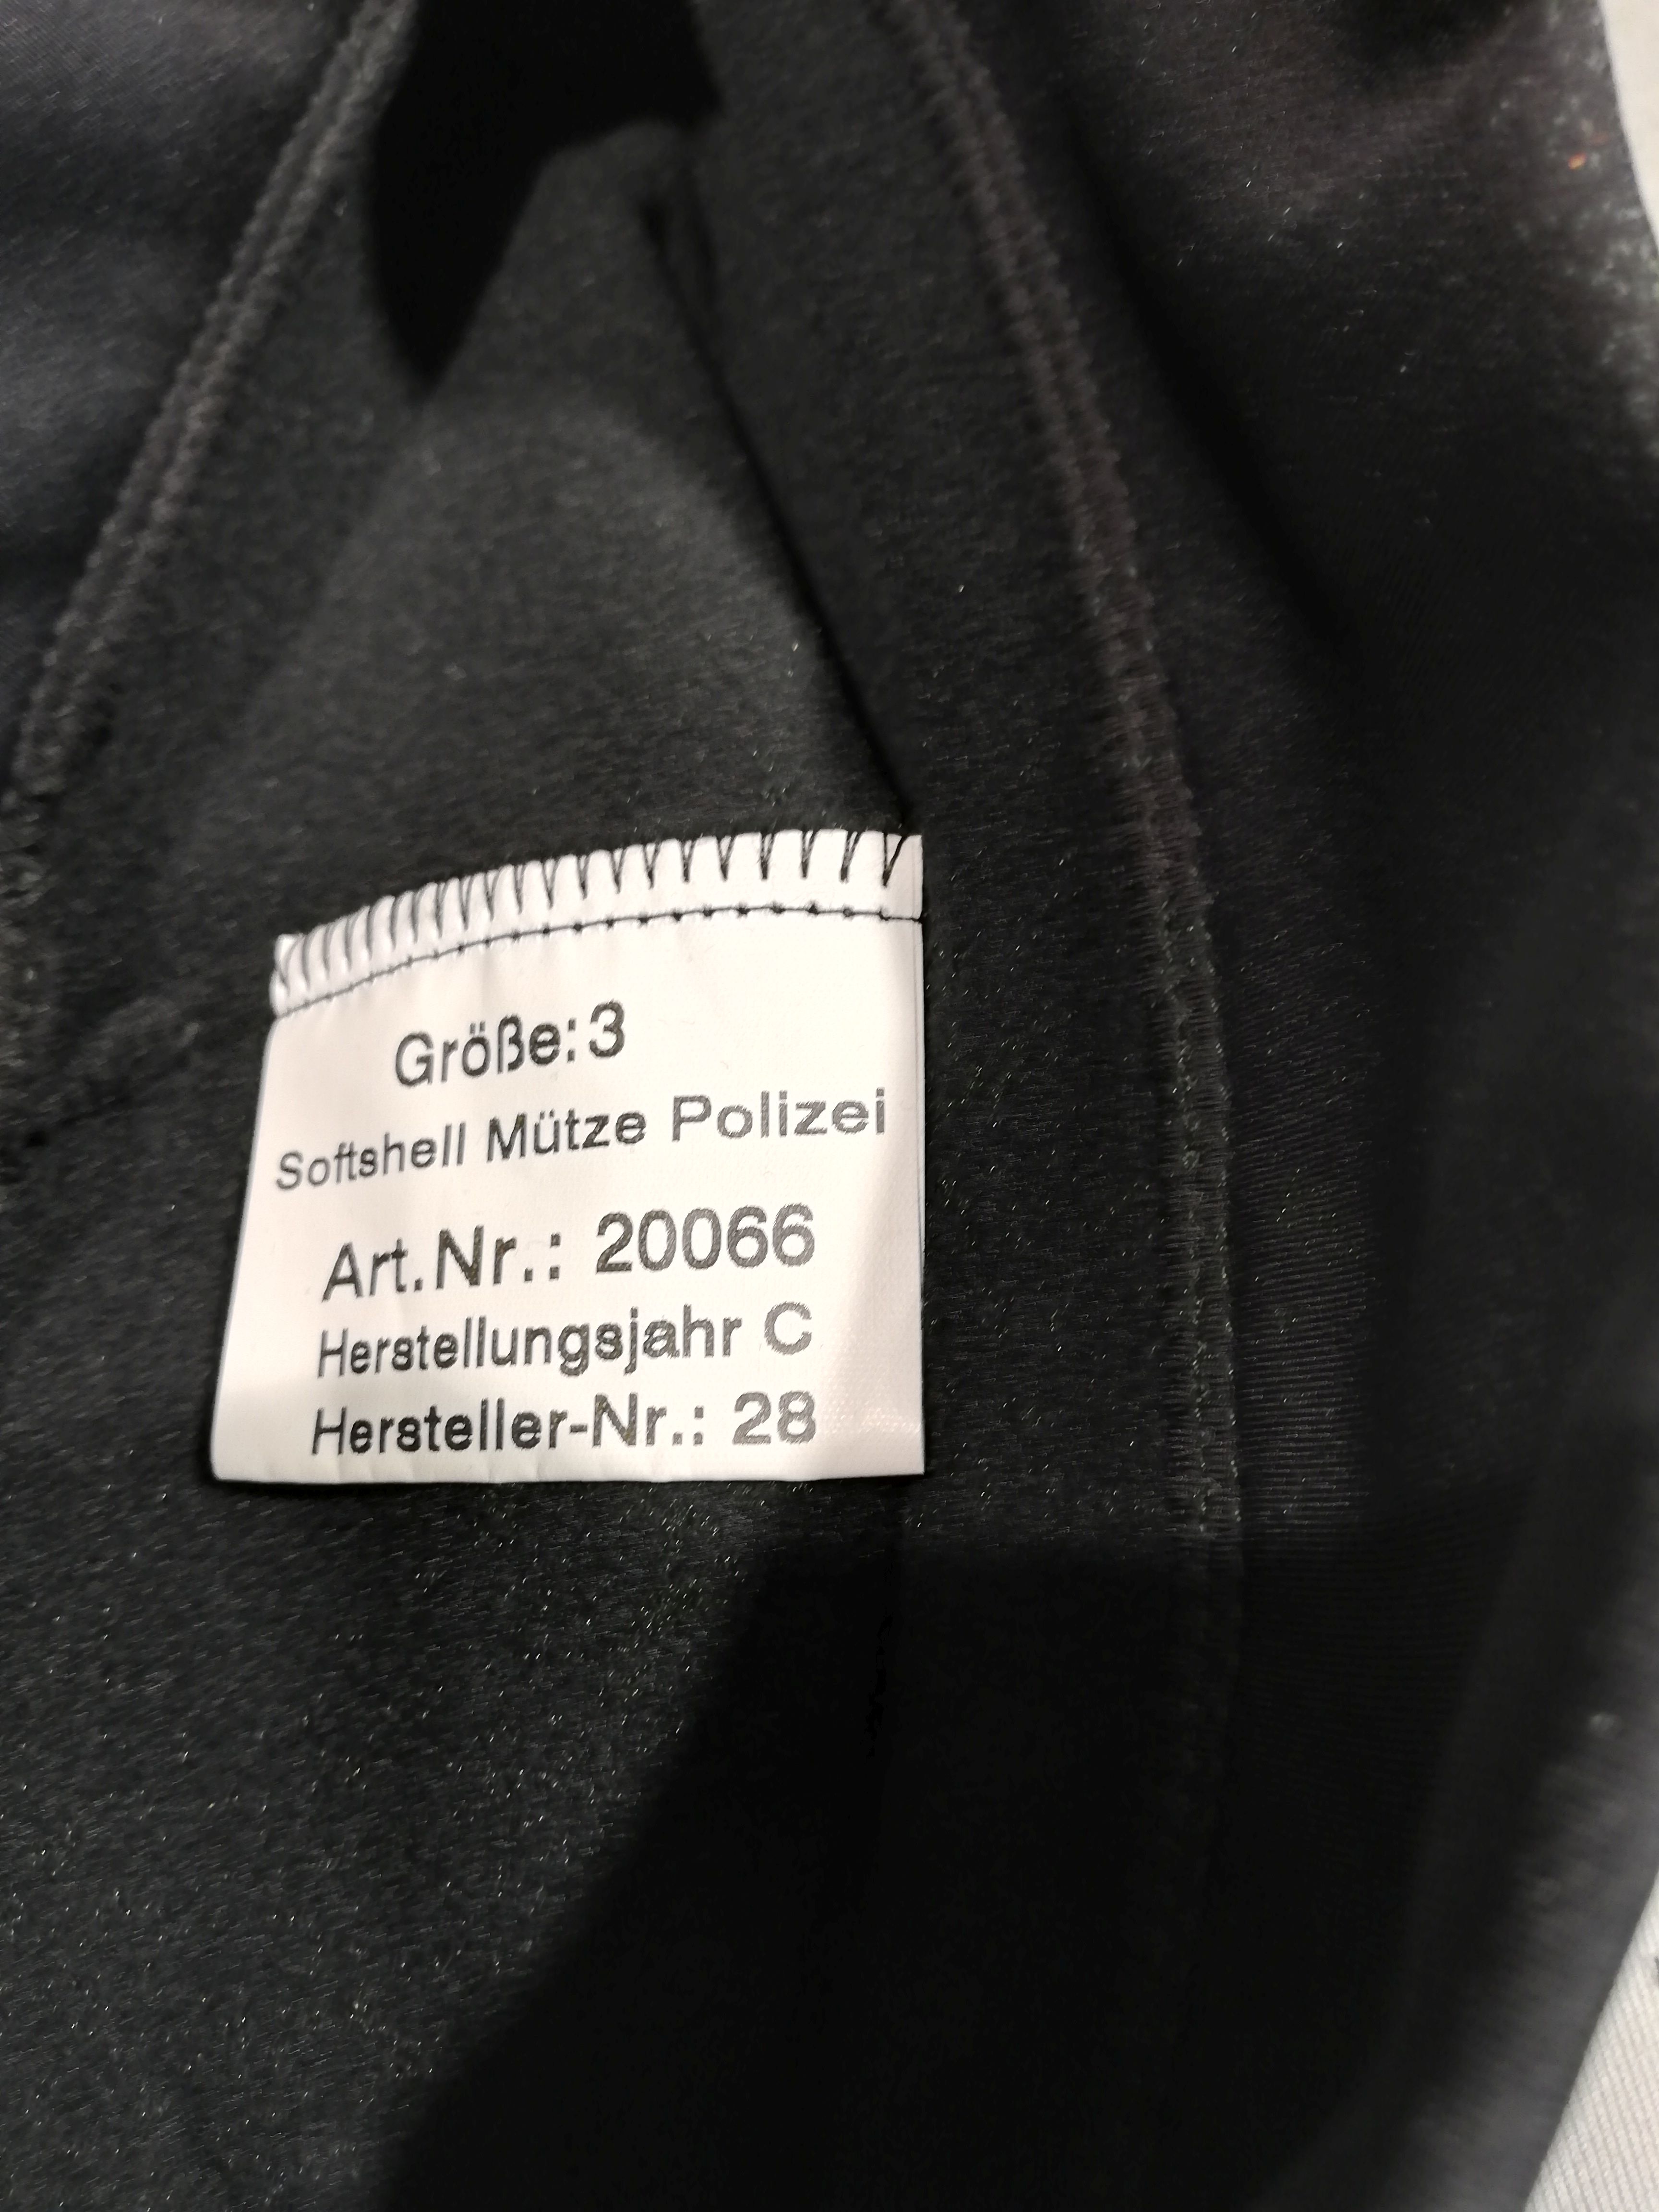 Größe: 3
Softshell Mütze Polizei
Art.Nr.: 20066
Herstellungsjahr C
Hersteller-Nr.: 28